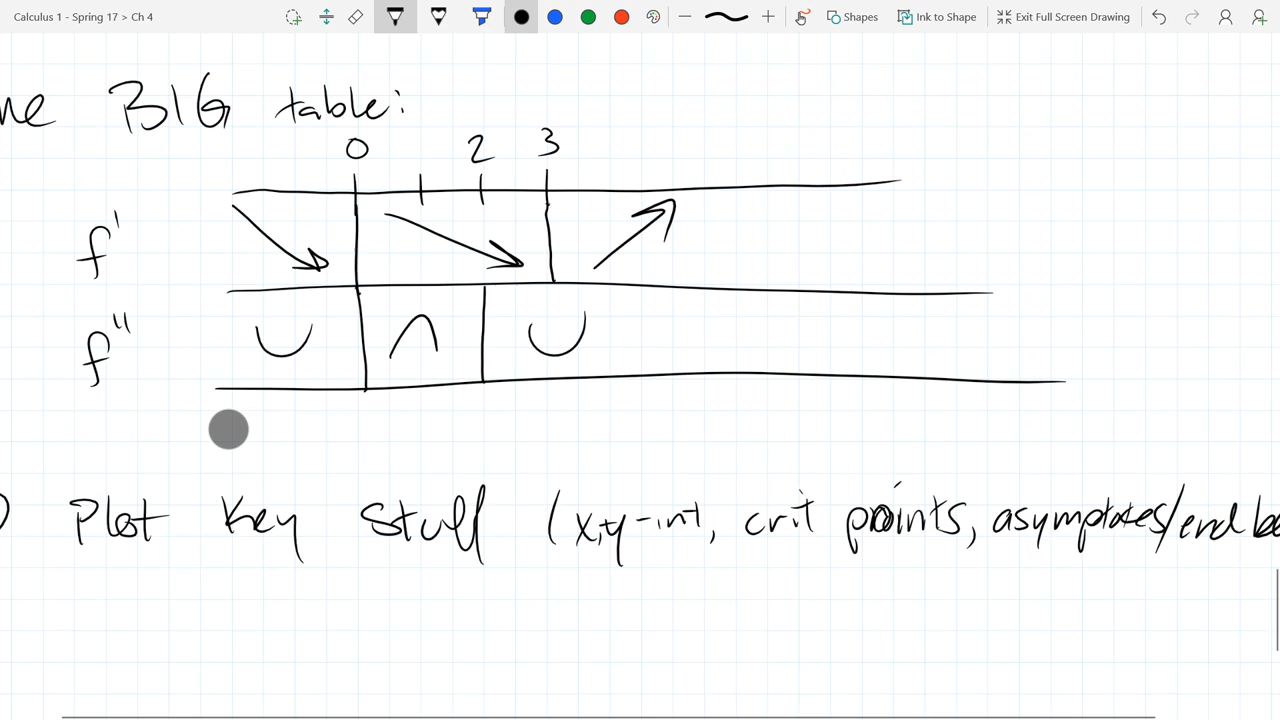 Calculus 1 - Spring 17 > Ch 4
Shapes
Ink to Shape
Exit Full Screen Drawing
BIG table:
0 2 3
f'
f''
Plot Key Stuff (x,y-int, crit points, asymptotes/end be